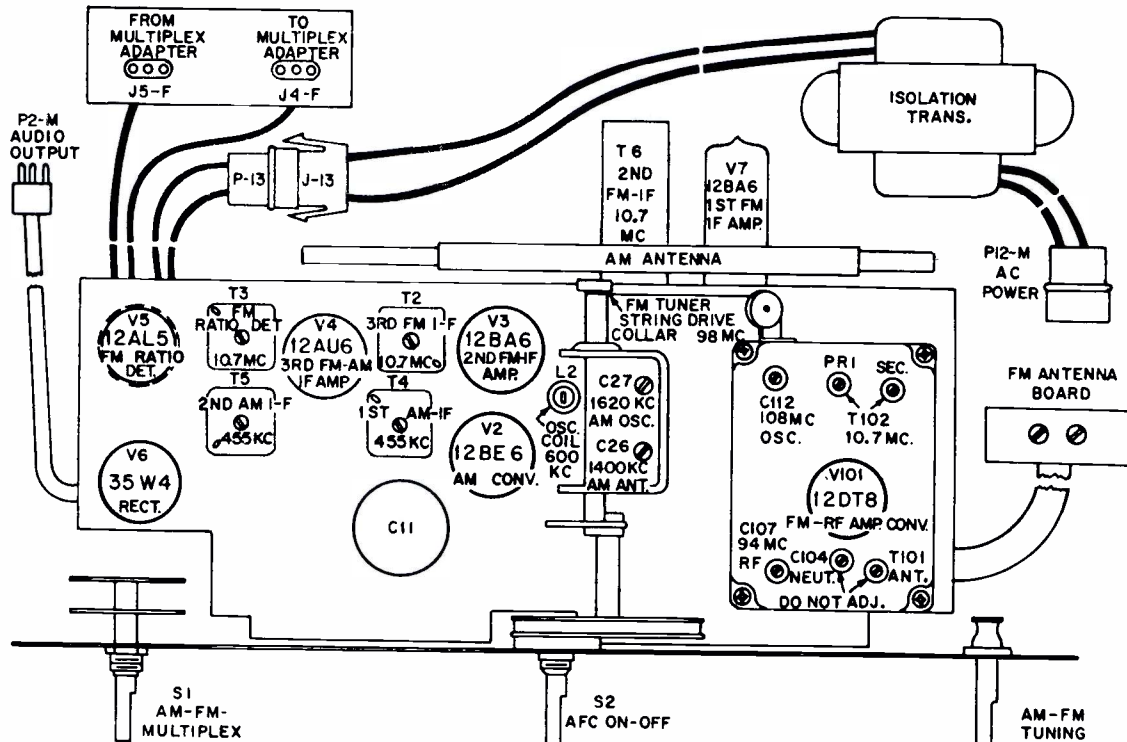 FROM
MULTIPLEX
ADAPTER
J5-F
TO
MULTIPLEX
ADAPTER
J4-F
P2-M
AUDIO
OUTPUT
P-13
J-13
ISOLATION
TRANS.
T6
2ND
FM-IF
10.7
MC
V7
12BA6
1ST FM
IF AMP.
AM ANTENNA
P12-M
AC
POWER
V5
12AL5
FM RATIO
DET.
T3
FM
RATIO DET
10.7MC
V4
12AU6
3RD FM-AM
IF AMP
T2
3RD FM I-F
10.7MC
V3
12BA6
2ND FM-IF
AMP.
FM TUNER
STRING DRIVE
COLLAR 98 MC
T5
2ND AM I-F
455KC
T4
1ST AM-IF
455KC
V2
12BE6
AM CONV.
L2
OSC.
COIL
600
KC
C27
1620 KC
AM OSC.
C26
1400KC
AM ANT.
V6
35W4
RECT.
C11
PRI
SEC.
C112
108MC
OSC.
T102
10.7MC.
V101
12DT8
FM-RF AMP. CONV.
C107
94MC
RF
C104
NEUT.
T101
ANT.
DO NOT ADJ.
FM ANTENNA
BOARD
S1
AM-FM-
MULTIPLEX
S2
AFC ON-OFF
AM-FM
TUNING